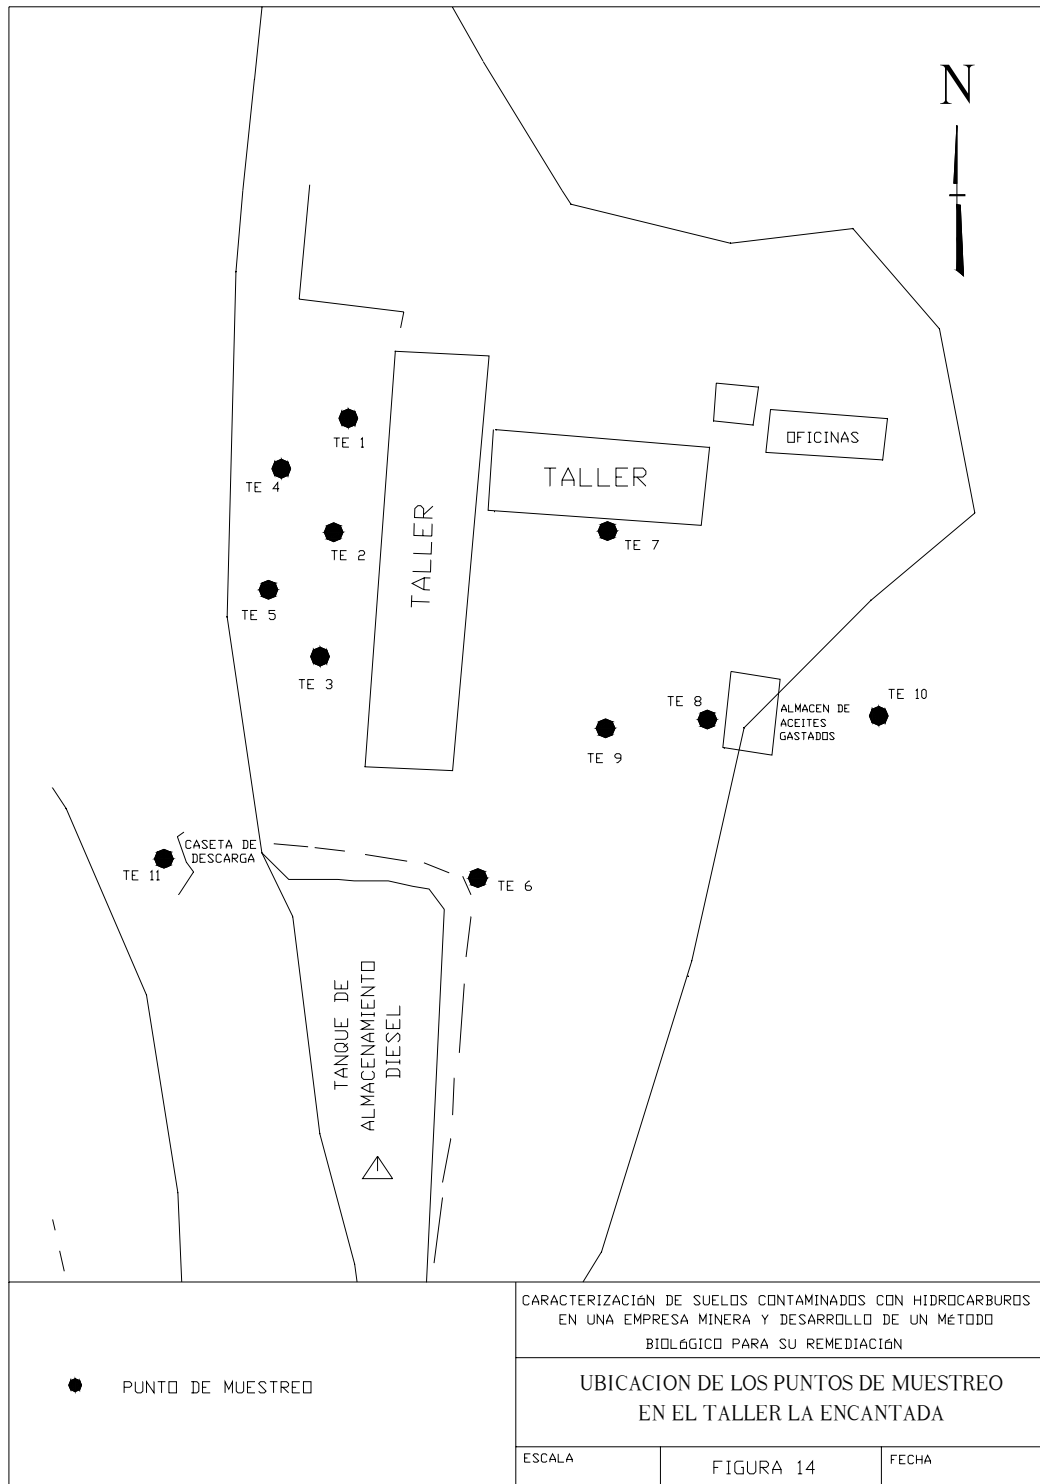 N
TE 1
TE 4
TE 2
TE 5
TE 3
TALLER
TALLER
OFICINAS
TE 7
TE 8
TE 9
ALMACEN DE
ACEITES
GASTADOS
TE 10
CASETA DE
DESCARGA
TE 11
TE 6
TANQUE DE
ALMACENAMIENTO
DIESEL
PUNTO DE MUESTREO
CARACTERIZACIóN DE SUELOS CONTAMINADOS CON HIDROCARBUROS
EN UNA EMPRESA MINERA Y DESARROLLO DE UN MéTODO
BIOLóGICO PARA SU REMEDIACIóN
UBICACION DE LOS PUNTOS DE MUESTREO
EN EL TALLER LA ENCANTADA
ESCALA
FIGURA 14
FECHA